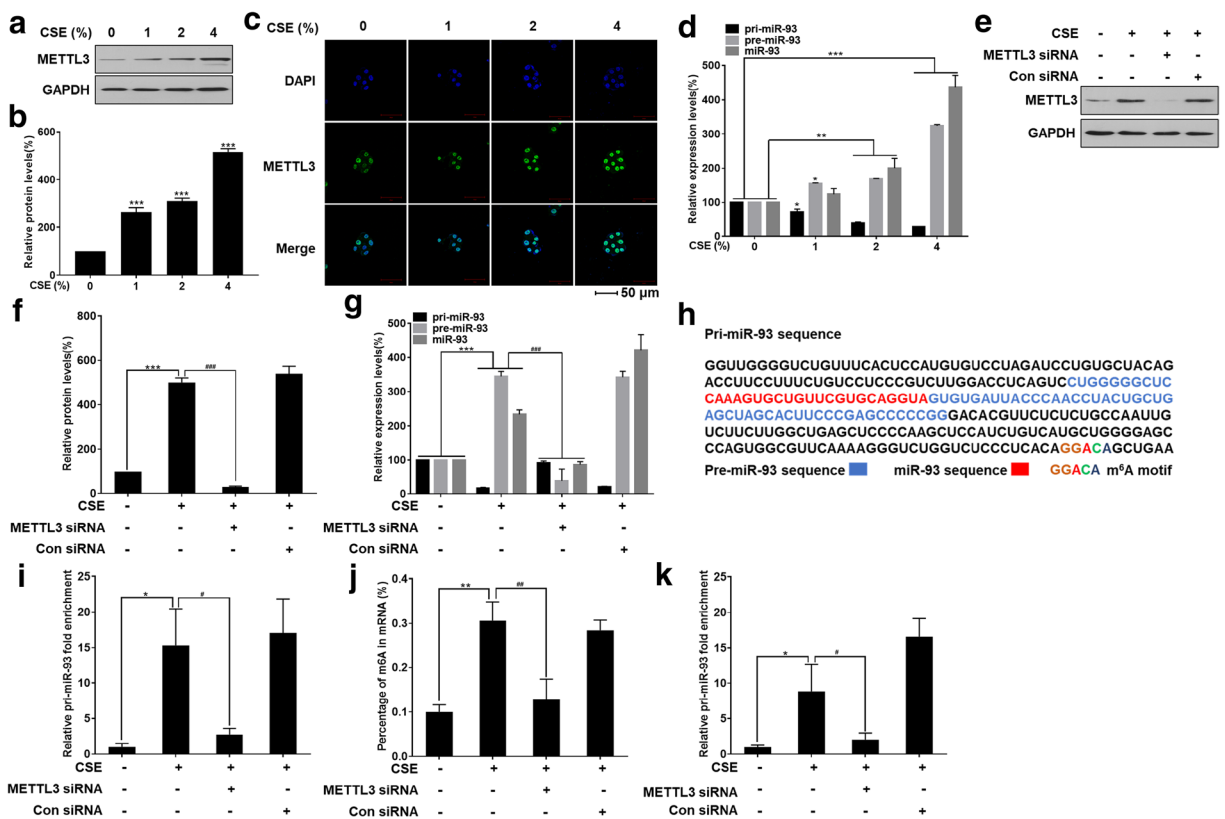 a
CSE (%) 0 1 2 4
METTL3
GAPDH
b
Relative protein levels(%)
600
400
200
0
CSE (%) 0 1 2 4
*** *** ***
c
CSE (%) 0 1 2 4
DAPI
METTL3
Merge
50 μm
d
pri-miR-93
pre-miR-93
miR-93
Relative expression levels(%)
500
400
300
200
100
0
***
**
* *
CSE (%) 0 1 2 4
e
CSE - + + +
METTL3 siRNA - - + -
Con siRNA - - - +
METTL3
GAPDH
f
Relative protein levels(%)
800
600
400
200
0
*** ###
CSE - + + +
METTL3 siRNA - - + -
Con siRNA - - - +
g
pri-miR-93
pre-miR-93
miR-93
Relative expression levels(%)
500
400
300
200
100
0
*** ###
CSE - + + +
METTL3 siRNA - - + -
Con siRNA - - - +
h
Pri-miR-93 sequence
GGUUGGGGUCUGUUUCACUCCAUGUGUCCUAGAUCCUGUGCUACAG
ACCUUCCUUUCUGUCCUCCCGUCUUGGACCUCAGUCCUGGGGGCUC
CAAAGUGCUGUUCGUGCAGGUAGUGUGAUUACCCAACCUACUGCUG
AGCUAGCACUUCCCGAGCCCCCGGGACACGUUCUCUCUGCCAAUUG
UCUUCUUGGCUGAGCUCCCCAAGCUCCAUCUGUCAUGCUGGGGAGC
CCAGUGGCGUUCAAAAGGGUCUGGUCUCCCUCACAGGACAGCUGAA
Pre-miR-93 sequence miR-93 sequence GGACA m⁶A motif
i
Relative pri-miR-93 fold enrichment
25
20
15
10
5
0
* #
CSE - + + +
METTL3 siRNA - - + -
Con siRNA - - - +
j
Percentage of m6A in mRNA (%)
0.4
0.3
0.2
0.1
0.0
** ##
CSE - + + +
METTL3 siRNA - - + -
Con siRNA - - - +
k
Relative pri-miR-93 fold enrichment
25
20
15
10
5
0
* #
CSE - + + +
METTL3 siRNA - - + -
Con siRNA - - - +